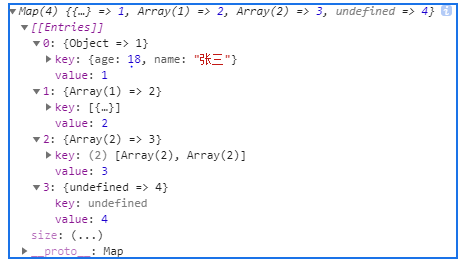 Map(4) {{…} => 1, Array(1) => 2, Array(2) => 3, undefined => 4}
[[Entries]]
0: {Object => 1}
key: {age: 18, name: "张三"}
value: 1
1: {Array(1) => 2}
key: [{…}]
value: 2
2: {Array(2) => 3}
key: (2) [Array(2), Array(2)]
value: 3
3: {undefined => 4}
key: undefined
value: 4
size: (...)
__proto__: Map